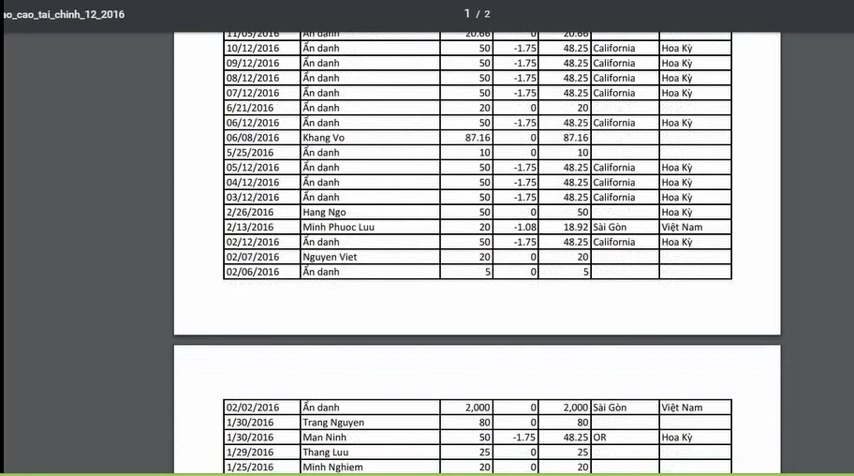 ao_cao_tai_chinh_12_2016
1 / 2
11/05/2016 Ẩn danh 20.66 0 20.66
10/12/2016 Ẩn danh 50 -1.75 48.25 California Hoa Kỳ
09/12/2016 Ẩn danh 50 -1.75 48.25 California Hoa Kỳ
08/12/2016 Ẩn danh 50 -1.75 48.25 California Hoa Kỳ
07/12/2016 Ẩn danh 50 -1.75 48.25 California Hoa Kỳ
6/21/2016 Ẩn danh 20 0 20
06/12/2016 Ẩn danh 50 -1.75 48.25 California Hoa Kỳ
06/08/2016 Khang Vo 87.16 0 87.16
5/25/2016 Ẩn danh 10 0 10
05/12/2016 Ẩn danh 50 -1.75 48.25 California Hoa Kỳ
04/12/2016 Ẩn danh 50 -1.75 48.25 California Hoa Kỳ
03/12/2016 Ẩn danh 50 -1.75 48.25 California Hoa Kỳ
2/26/2016 Hang Ngo 50 0 50 Hoa Kỳ
2/13/2016 Minh Phuoc Luu 20 -1.08 18.92 Sài Gòn Việt Nam
02/12/2016 Ẩn danh 50 -1.75 48.25 California Hoa Kỳ
02/07/2016 Nguyen Viet 20 0 20
02/06/2016 Ẩn danh 5 0 5
02/02/2016 Ẩn danh 2,000 0 2,000 Sài Gòn Việt Nam
1/30/2016 Trang Nguyen 80 0 80
1/30/2016 Man Ninh 50 -1.75 48.25 OR Hoa Kỳ
1/29/2016 Thang Luu 25 0 25
1/25/2016 Minh Nghiem 20 0 20